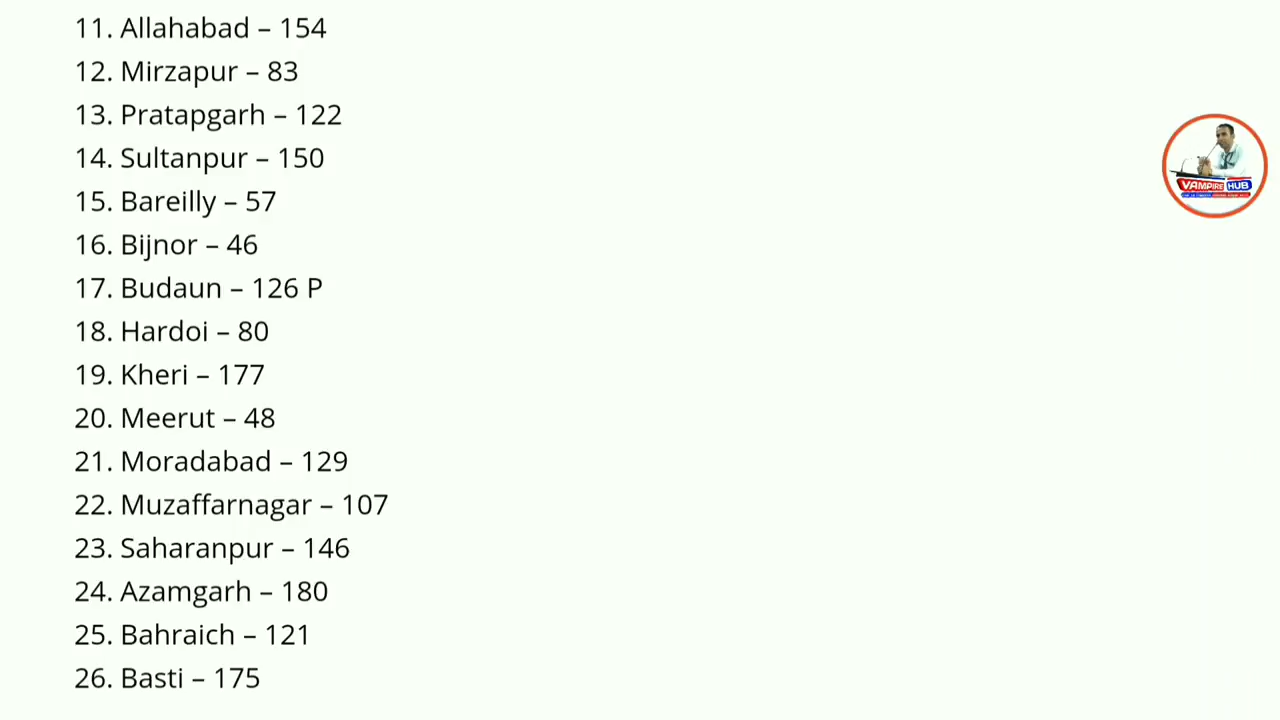 11. Allahabad – 154
12. Mirzapur – 83
13. Pratapgarh – 122
14. Sultanpur – 150
15. Bareilly – 57
16. Bijnor – 46
17. Budaun – 126 P
18. Hardoi – 80
19. Kheri – 177
20. Meerut – 48
21. Moradabad – 129
22. Muzaffarnagar – 107
23. Saharanpur – 146
24. Azamgarh – 180
25. Bahraich – 121
26. Basti – 175
VAMPIRE HUB